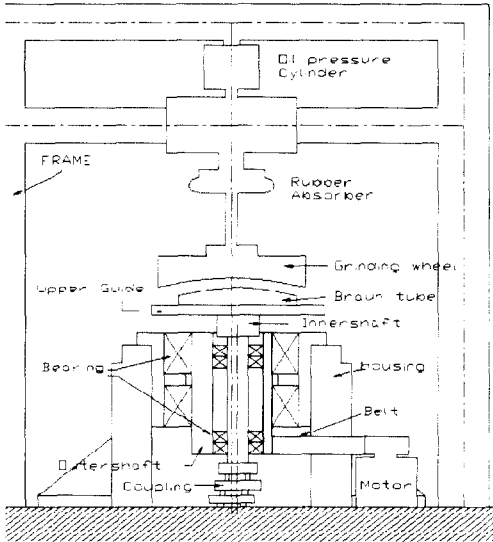 Oil pressure
Cylinder
FRAME
Rubber
Absorber
Grinding wheel
Upper Guide
Braun tube
Innershaft
Bearing
housing
Belt
Outershaft
Coupling
Motor